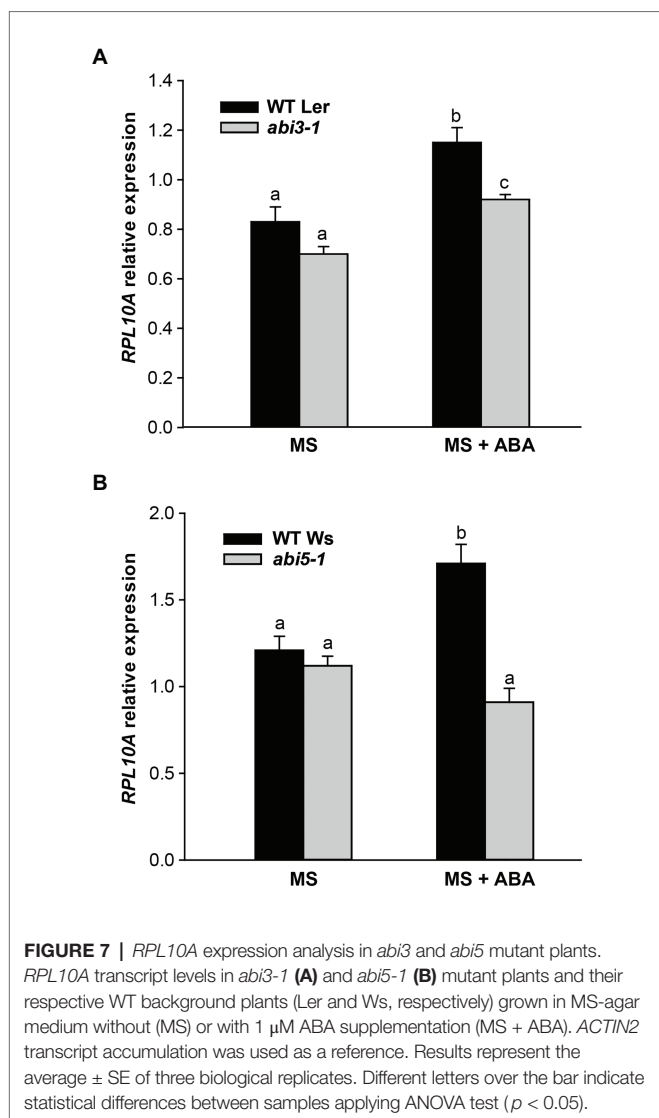 A
RPL10A relative expression
1.4
1.2
1.0
0.8
0.6
0.4
0.2
0.0
WT Ler
abi3-1
a
a
b
c
MS
MS + ABA
B
RPL10A relative expression
2.0
1.5
1.0
0.5
0.0
WT Ws
abi5-1
a
a
b
a
MS
MS + ABA
FIGURE 7 | RPL10A expression analysis in abi3 and abi5 mutant plants.
RPL10A transcript levels in abi3-1 (A) and abi5-1 (B) mutant plants and their
respective WT background plants (Ler and Ws, respectively) grown in MS-agar
medium without (MS) or with 1 μM ABA supplementation (MS + ABA). ACTIN2
transcript accumulation was used as a reference. Results represent the
average ± SE of three biological replicates. Different letters over the bar indicate
statistical differences between samples applying ANOVA test (p < 0.05).